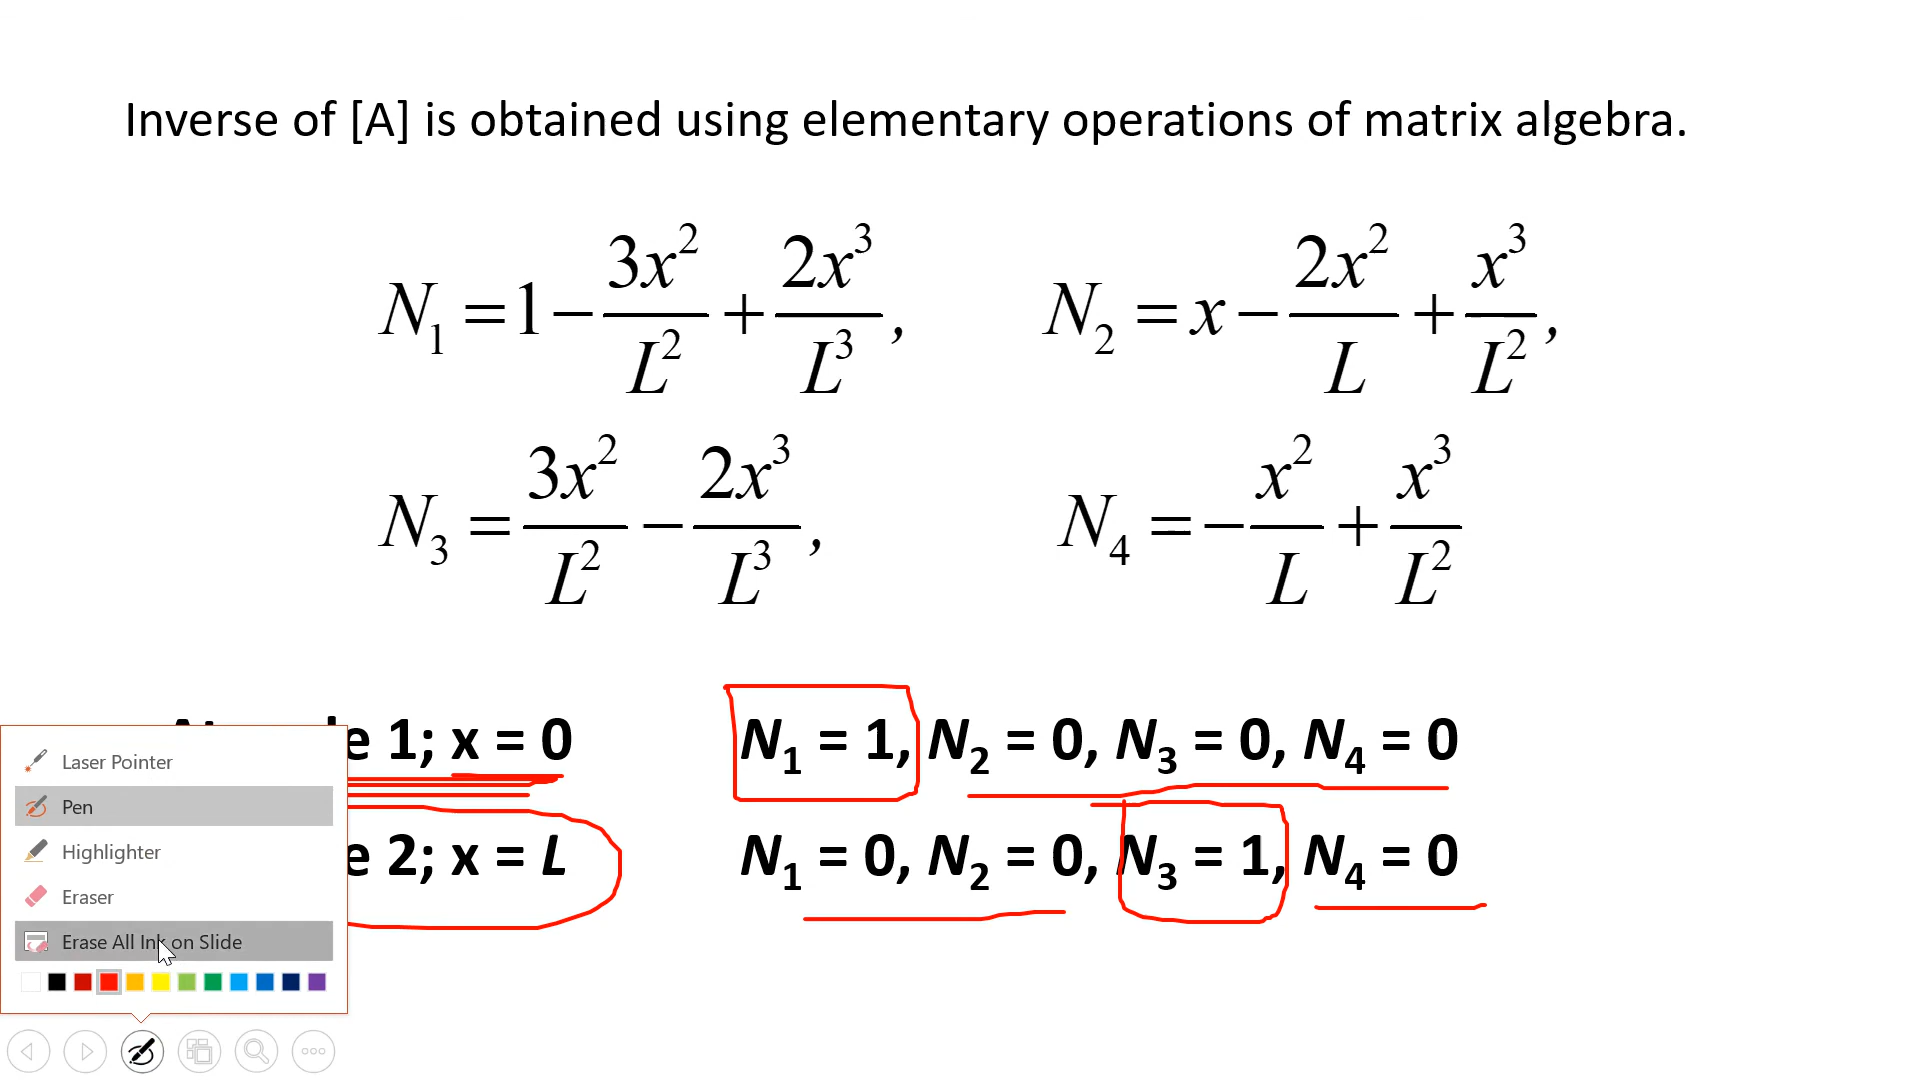 Inverse of [A] is obtained using elementary operations of matrix algebra.
N₁ = 1 − 3x²/L² + 2x³/L³, N₂ = x − 2x²/L + x³/L²,
N₃ = 3x²/L² − 2x³/L³, N₄ = − x²/L + x³/L²
1; x = 0 N₁ = 1, N₂ = 0, N₃ = 0, N₄ = 0
2; x = L N₁ = 0, N₂ = 0, N₃ = 1, N₄ = 0
Laser Pointer
Pen
Highlighter
Eraser
Erase All Ink on Slide